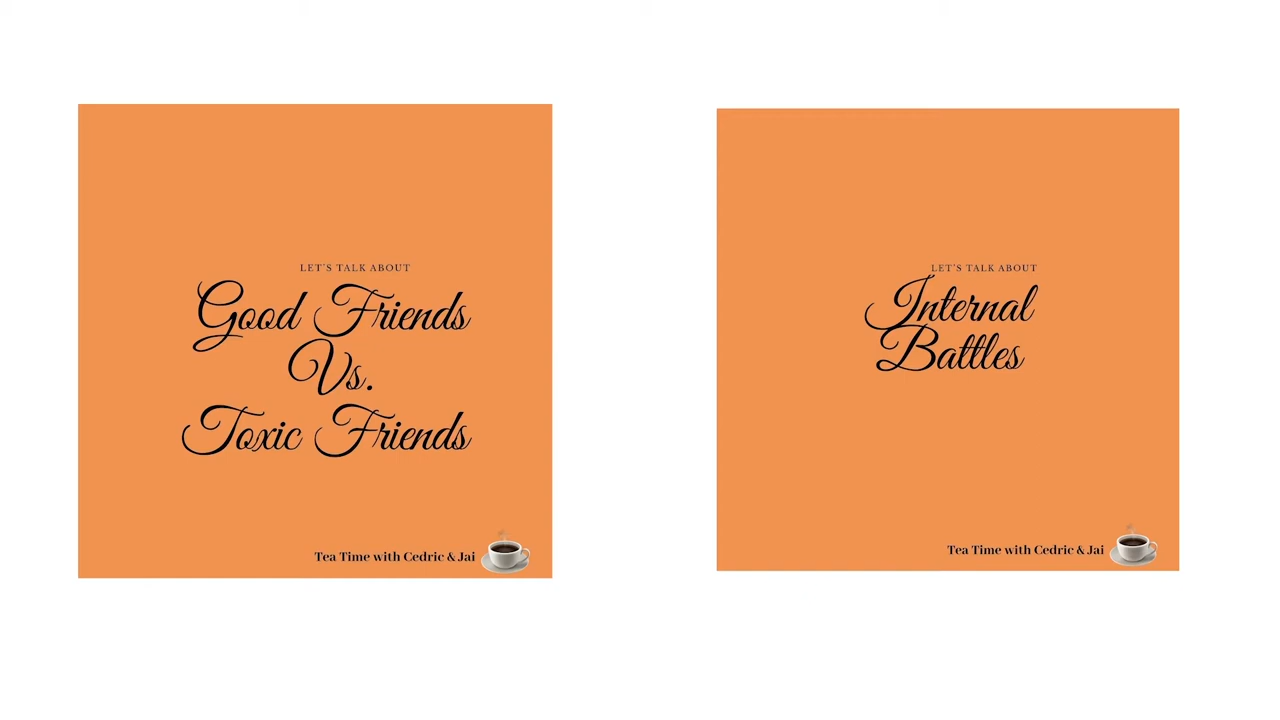 LET'S TALK ABOUT
Good Friends
Vs.
Toxic Friends
Tea Time with Cedric & Jai
LET'S TALK ABOUT
Internal
Battles
Tea Time with Cedric & Jai